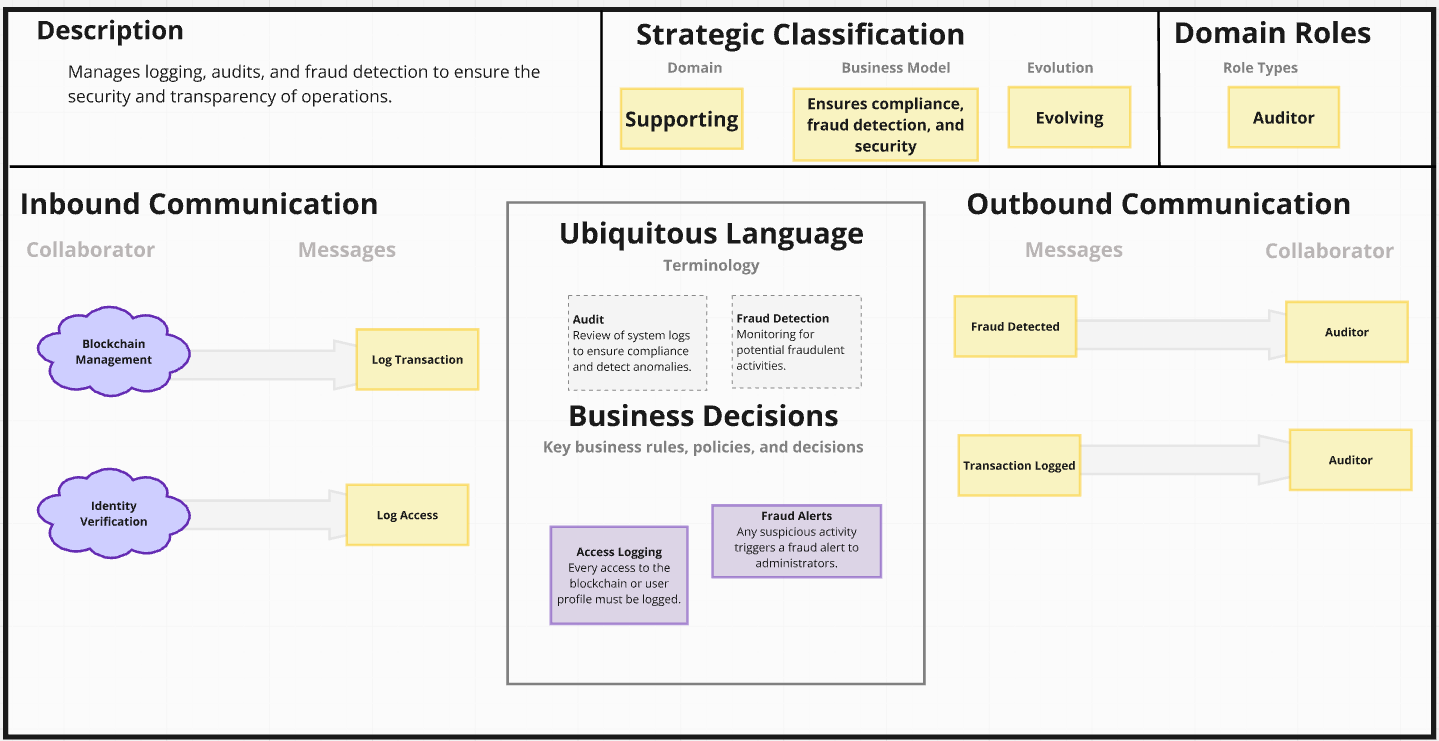 Description
Manages logging, audits, and fraud detection to ensure the
security and transparency of operations.
Strategic Classification
Domain
Business Model
Evolution
Supporting
Ensures compliance,
fraud detection, and
security
Evolving
Domain Roles
Role Types
Auditor
Inbound Communication
Collaborator
Messages
Blockchain
Management
Log Transaction
Identity
Verification
Log Access
Ubiquitous Language
Terminology
Audit
Review of system logs
to ensure compliance
and detect anomalies.
Fraud Detection
Monitoring for
potential fraudulent
activities.
Business Decisions
Key business rules, policies, and decisions
Access Logging
Every access to the
blockchain or user
profile must be logged.
Fraud Alerts
Any suspicious activity
triggers a fraud alert to
administrators.
Outbound Communication
Messages
Collaborator
Fraud Detected
Auditor
Transaction Logged
Auditor